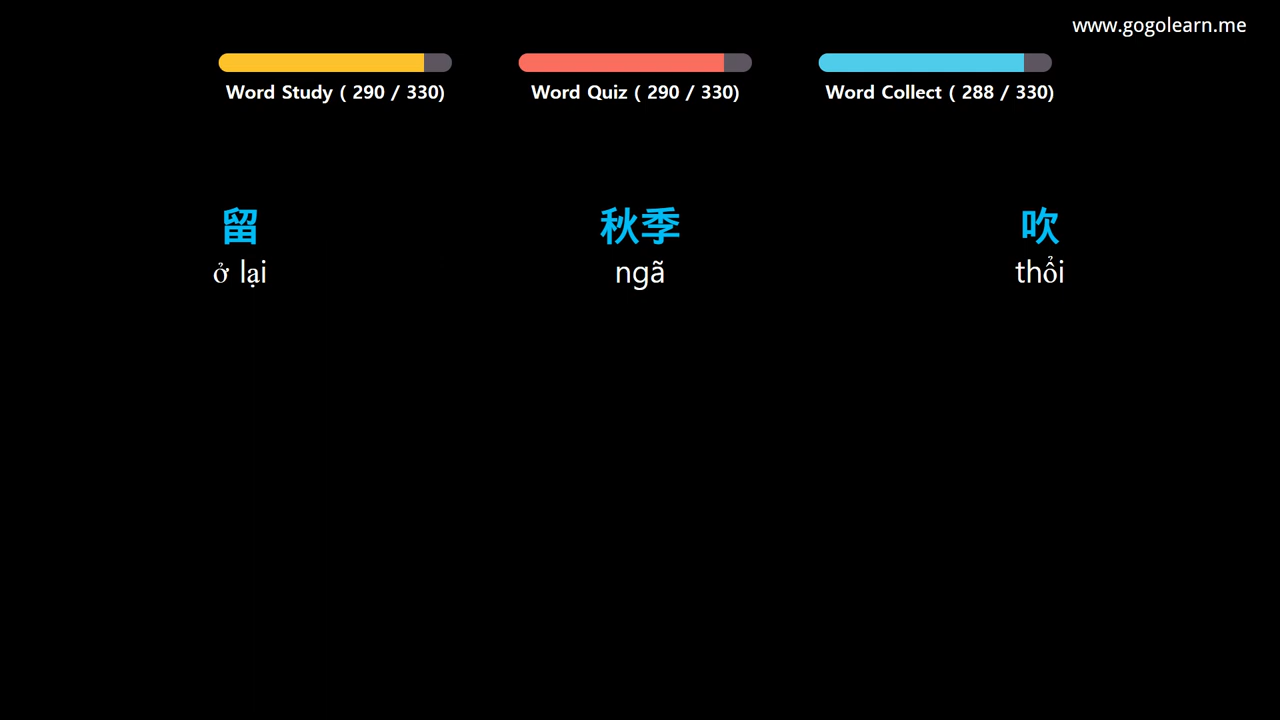 www.gogolearn.me
Word Study ( 290 / 330)
Word Quiz ( 290 / 330)
Word Collect ( 288 / 330)
留
ở lại
秋季
ngã
吹
thổi